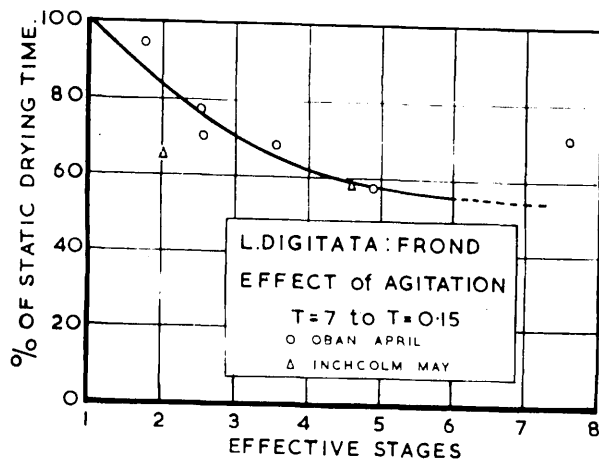 % OF STATIC DRYING TIME.
100
80
60
40
20
0
L.DIGITATA: FROND
EFFECT of AGITATION
T=7 to T=0·15
O OBAN APRIL
Δ INCHCOLM MAY
1 2 3 4 5 6 7 8
EFFECTIVE STAGES